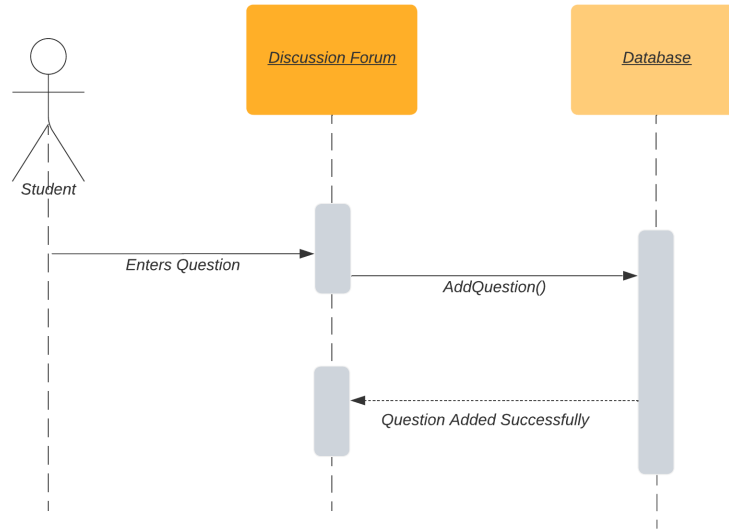 Discussion Forum
Database
Student
Enters Question
AddQuestion()
Question Added Successfully